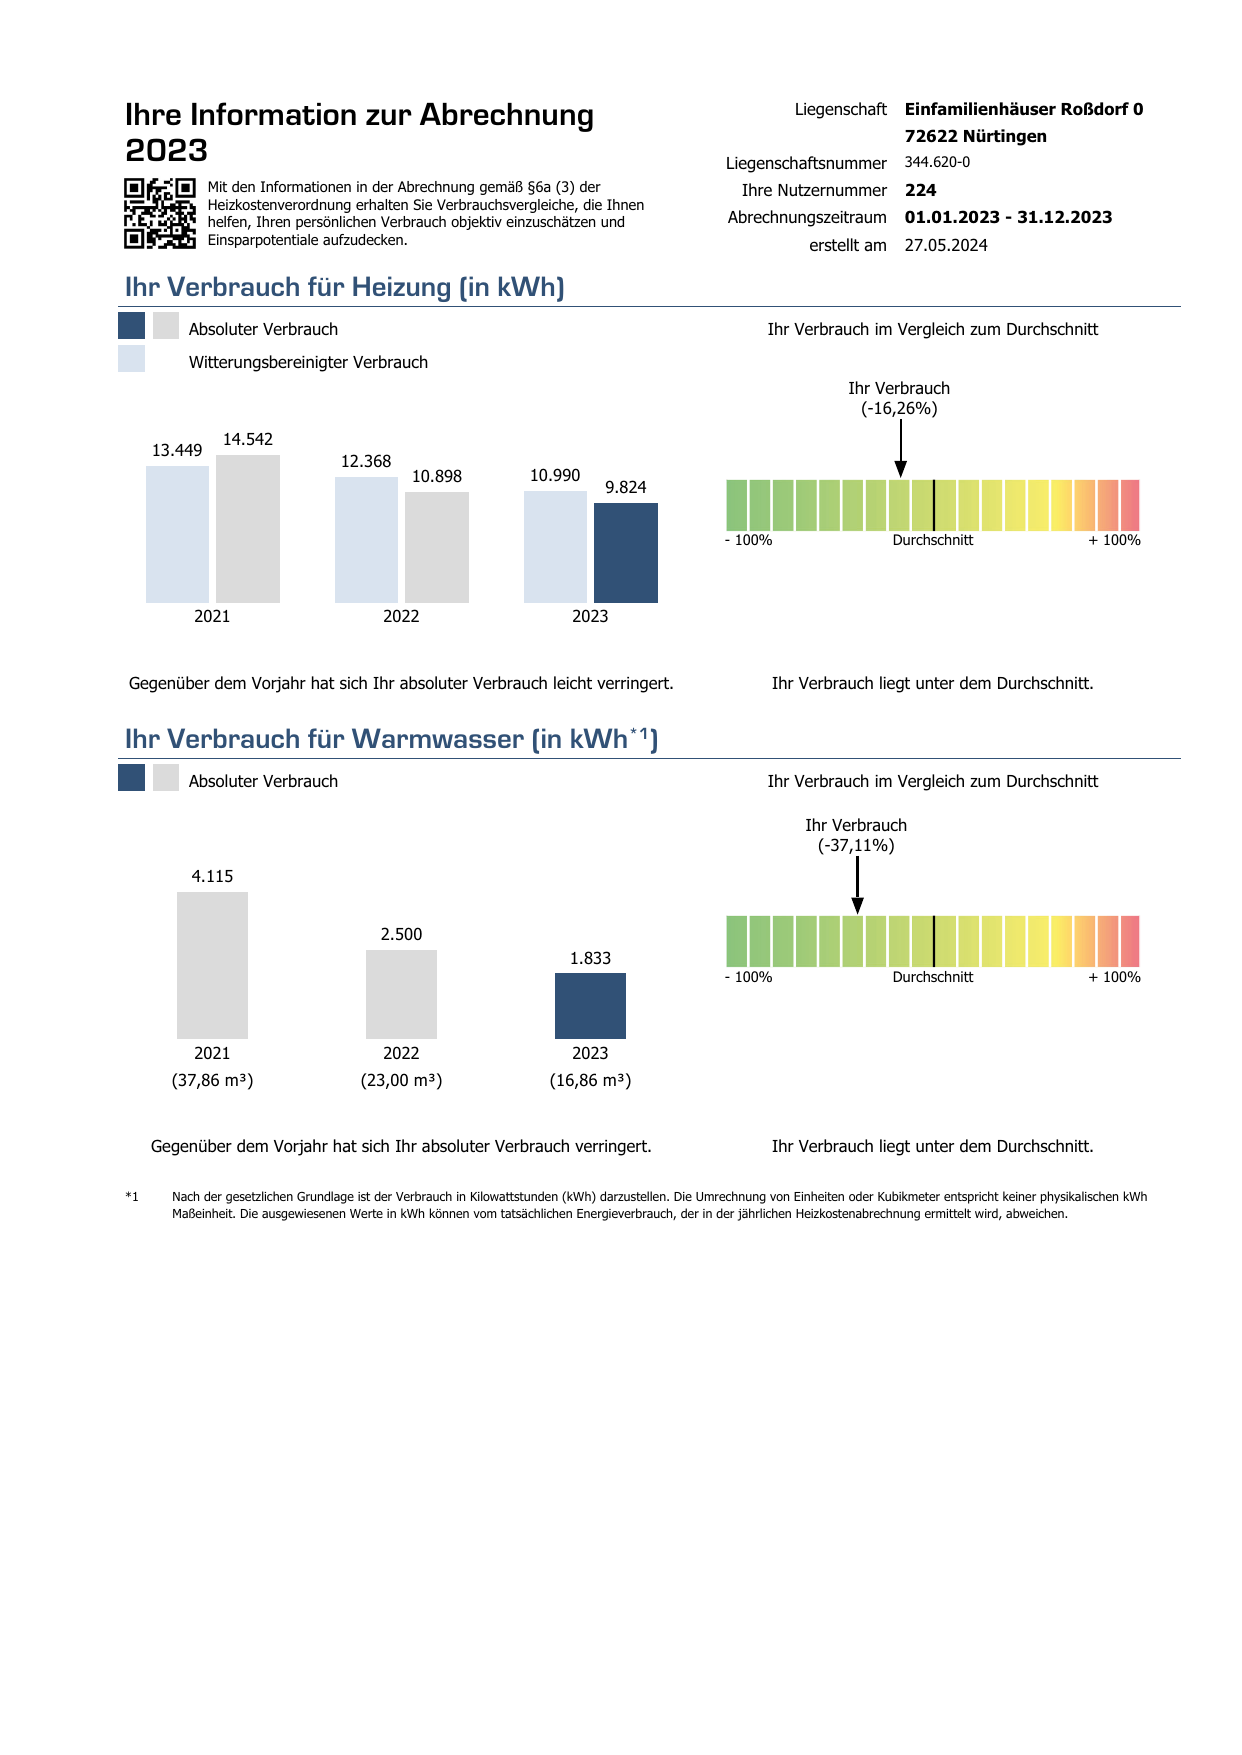 Ihre Information zur Abrechnung
2023
Mit den Informationen in der Abrechnung gemäß §6a (3) der
Heizkostenverordnung erhalten Sie Verbrauchsvergleiche, die Ihnen
helfen, Ihren persönlichen Verbrauch objektiv einzuschätzen und
Einsparpotentiale aufzudecken.
Liegenschaft Einfamilienhäuser Roßdorf 0
72622 Nürtingen
Liegenschaftsnummer 344.620-0
Ihre Nutzernummer 224
Abrechnungszeitraum 01.01.2023 - 31.12.2023
erstellt am 27.05.2024
Ihr Verbrauch für Heizung (in kWh)
Absoluter Verbrauch
Witterungsbereinigter Verbrauch
13.449 14.542 12.368 10.898 10.990 9.824
2021 2022 2023
Gegenüber dem Vorjahr hat sich Ihr absoluter Verbrauch leicht verringert.
Ihr Verbrauch im Vergleich zum Durchschnitt
Ihr Verbrauch
(-16,26%)
- 100% Durchschnitt + 100%
Ihr Verbrauch liegt unter dem Durchschnitt.
Ihr Verbrauch für Warmwasser (in kWh*1)
Absoluter Verbrauch
4.115 2.500 1.833
2021 2022 2023
(37,86 m³) (23,00 m³) (16,86 m³)
Gegenüber dem Vorjahr hat sich Ihr absoluter Verbrauch verringert.
Ihr Verbrauch im Vergleich zum Durchschnitt
Ihr Verbrauch
(-37,11%)
- 100% Durchschnitt + 100%
Ihr Verbrauch liegt unter dem Durchschnitt.
*1 Nach der gesetzlichen Grundlage ist der Verbrauch in Kilowattstunden (kWh) darzustellen. Die Umrechnung von Einheiten oder Kubikmeter entspricht keiner physikalischen kWh
Maßeinheit. Die ausgewiesenen Werte in kWh können vom tatsächlichen Energieverbrauch, der in der jährlichen Heizkostenabrechnung ermittelt wird, abweichen.